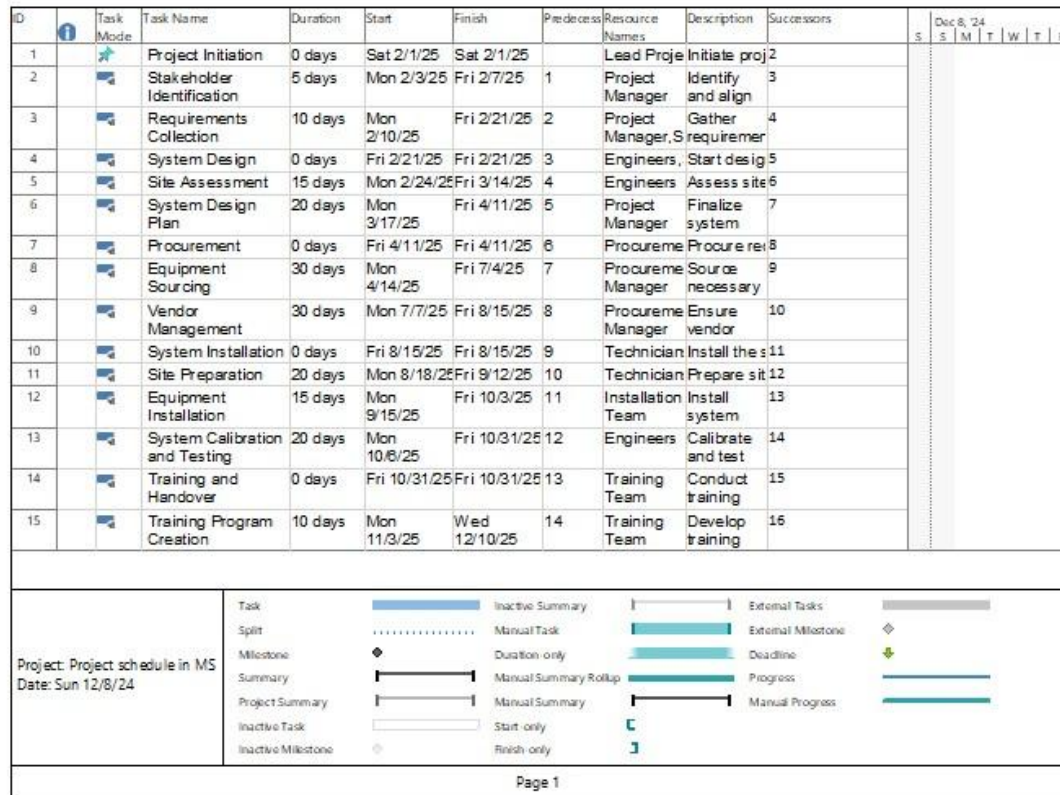 ID Task Mode Task Name Duration Start Finish Predecess Resource Names Description Successors
Dec 8, '24
S S M T W T
1 Project Initiation 0 days Sat 2/1/25 Sat 2/1/25 Lead Proje Initiate proj 2
2 Stakeholder Identification 5 days Mon 2/3/25 Fri 2/7/25 1 Project Manager Identify and align 3
3 Requirements Collection 10 days Mon 2/10/25 Fri 2/21/25 2 Project Manager,S Gather requiremer 4
4 System Design 0 days Fri 2/21/25 Fri 2/21/25 3 Engineers, Start desig 5
5 Site Assessment 15 days Mon 2/24/25 Fri 3/14/25 4 Engineers Assess site 6
6 System Design Plan 20 days Mon 3/17/25 Fri 4/11/25 5 Project Manager Finalize system 7
7 Procurement 0 days Fri 4/11/25 Fri 4/11/25 6 Procureme Procure rec 8
8 Equipment Sourcing 30 days Mon 4/14/25 Fri 7/4/25 7 Procureme Manager Source necessary 9
9 Vendor Management 30 days Mon 7/7/25 Fri 8/15/25 8 Procureme Manager Ensure vendor 10
10 System Installation 0 days Fri 8/15/25 Fri 8/15/25 9 Technician Install the s 11
11 Site Preparation 20 days Mon 8/18/25 Fri 9/12/25 10 Technician Prepare sit 12
12 Equipment Installation 15 days Mon 9/15/25 Fri 10/3/25 11 Installation Team Install system 13
13 System Calibration and Testing 20 days Mon 10/6/25 Fri 10/31/25 12 Engineers Calibrate and test 14
14 Training and Handover 0 days Fri 10/31/25 Fri 10/31/25 13 Training Team Conduct training 15
15 Training Program Creation 10 days Mon 11/3/25 Wed 12/10/25 14 Training Team Develop training 16
Project: Project schedule in MS
Date: Sun 12/8/24
Task
Split
Milestone
Summary
Project Summary
Inactive Task
Inactive Milestone
Inactive Summary
Manual Task
Duration-only
Manual Summary Rollup
Manual Summary
Start-only
Finish-only
External Tasks
External Milestone
Deadline
Progress
Manual Progress
Page 1